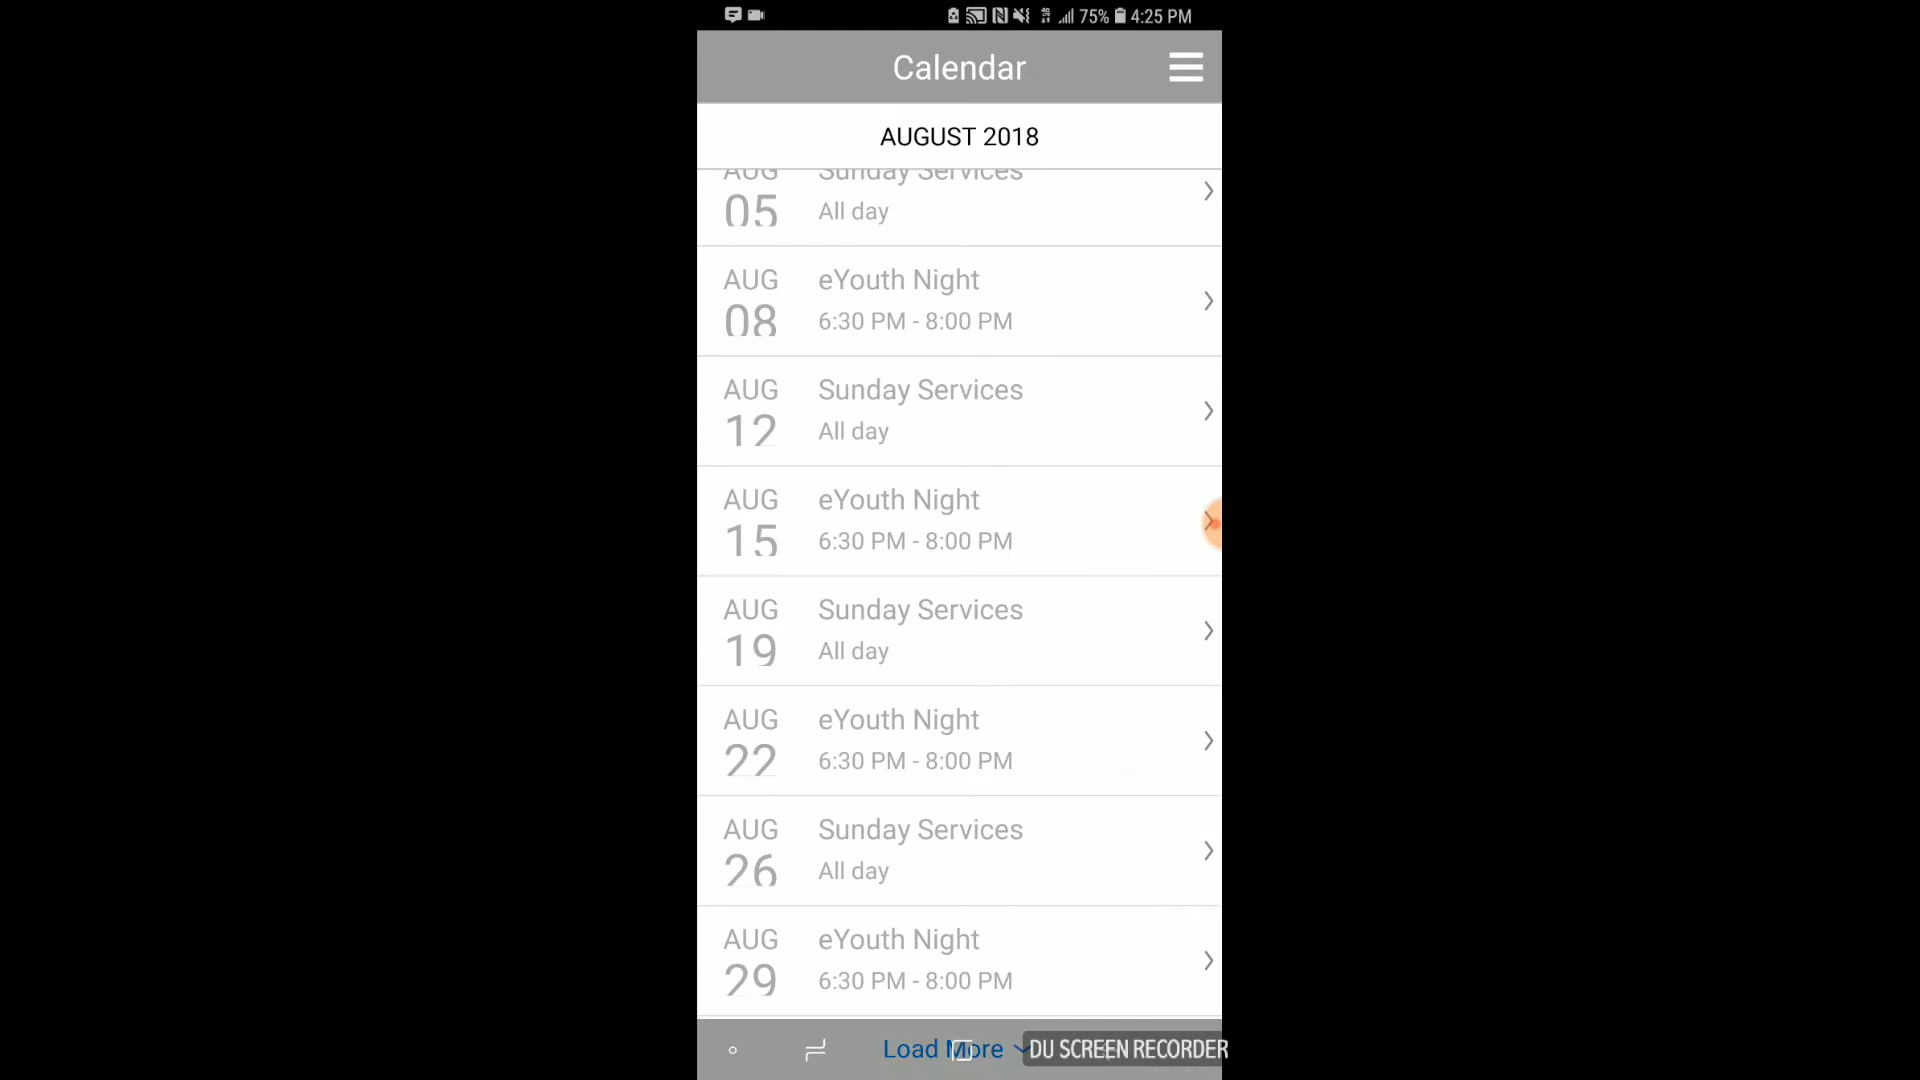 75% 4:25 PM
Calendar
AUGUST 2018
AUG Sunday Services
05 All day
AUG eYouth Night
08 6:30 PM - 8:00 PM
AUG Sunday Services
12 All day
AUG eYouth Night
15 6:30 PM - 8:00 PM
AUG Sunday Services
19 All day
AUG eYouth Night
22 6:30 PM - 8:00 PM
AUG Sunday Services
26 All day
AUG eYouth Night
29 6:30 PM - 8:00 PM
Load More DU SCREEN RECORDER